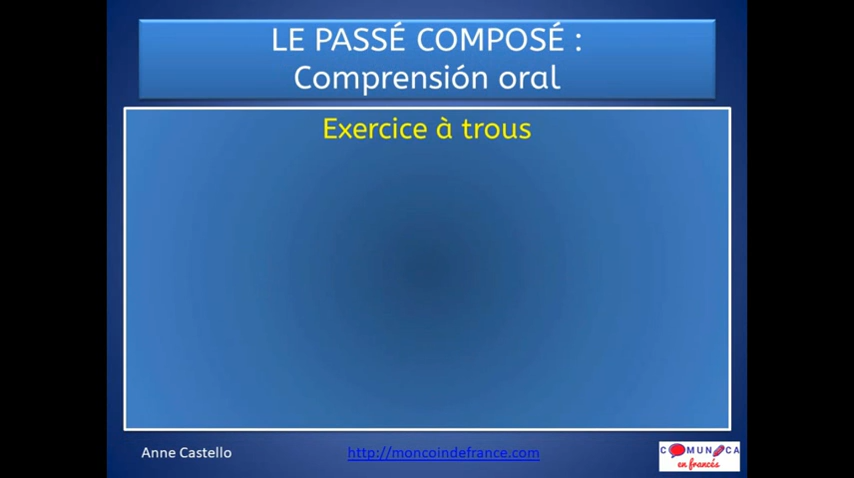 LE PASSÉ COMPOSÉ :
Comprensión oral
Exercice à trous
Anne Castello
http://moncoindefrance.com
COMUNICA
en francés